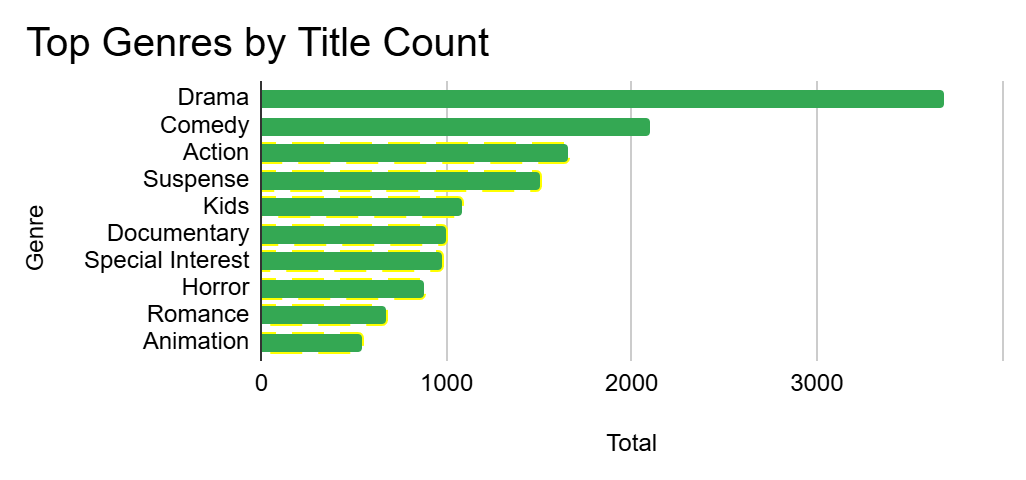 Top Genres by Title Count
Genre
Drama
Comedy
Action
Suspense
Kids
Documentary
Special Interest
Horror
Romance
Animation
0 1000 2000 3000
Total